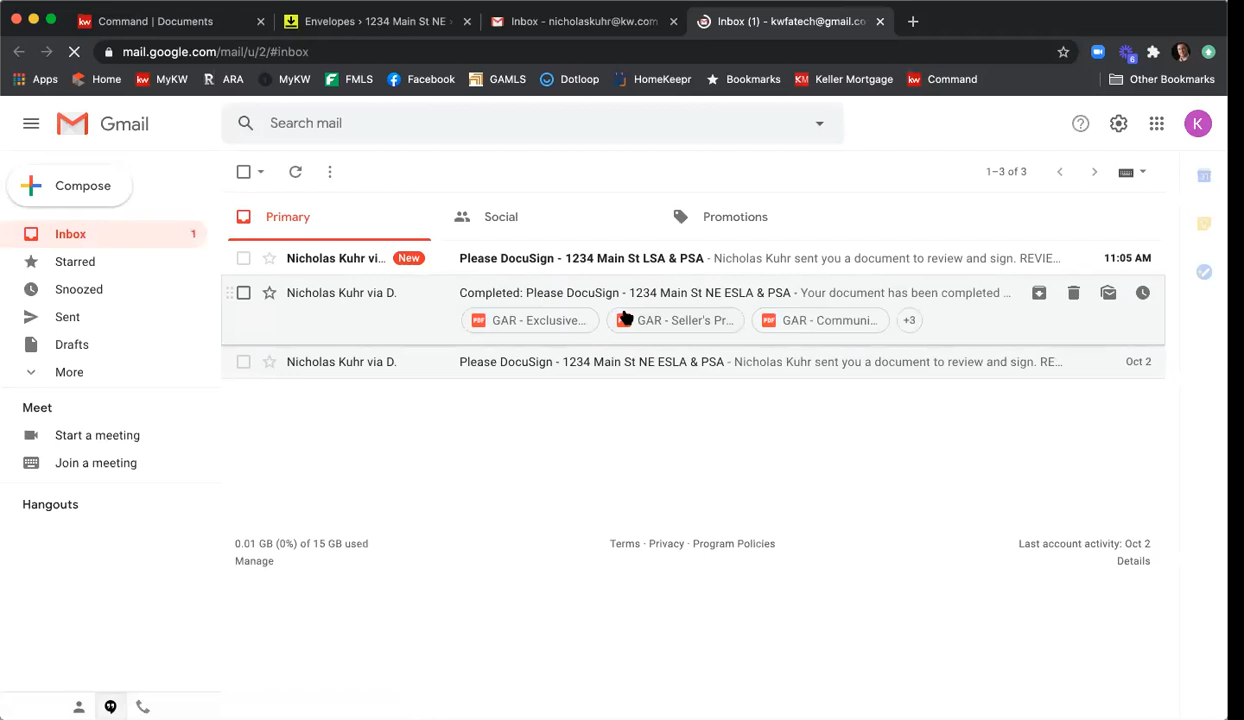 Command | Documents
Envelopes › 1234 Main St NE
Inbox - nicholaskuhr@kw.com
Inbox (1) - kwfatech@gmail.co
mail.google.com/mail/u/2/#inbox
6
Apps
Home
kw MyKW
R ARA
MyKW
FMLS
Facebook
GAMLS
Dotloop
HomeKeepr
Bookmarks
KM Keller Mortgage
kw Command
Other Bookmarks
Gmail
Search mail
K
Compose
1–3 of 3
Primary
Social
Promotions
Inbox 1
Starred
Snoozed
Sent
Drafts
More
Meet
Start a meeting
Join a meeting
Hangouts
Nicholas Kuhr vi... New Please DocuSign - 1234 Main St LSA & PSA - Nicholas Kuhr sent you a document to review and sign. REVIE... 11:05 AM
Nicholas Kuhr via D. Completed: Please DocuSign - 1234 Main St NE ESLA & PSA - Your document has been completed ...
PDF GAR - Exclusive... GAR - Seller's Pr... PDF GAR - Communi... +3
Nicholas Kuhr via D. Please DocuSign - 1234 Main St NE ESLA & PSA - Nicholas Kuhr sent you a document to review and sign. RE... Oct 2
0.01 GB (0%) of 15 GB used
Manage
Terms · Privacy · Program Policies
Last account activity: Oct 2
Details